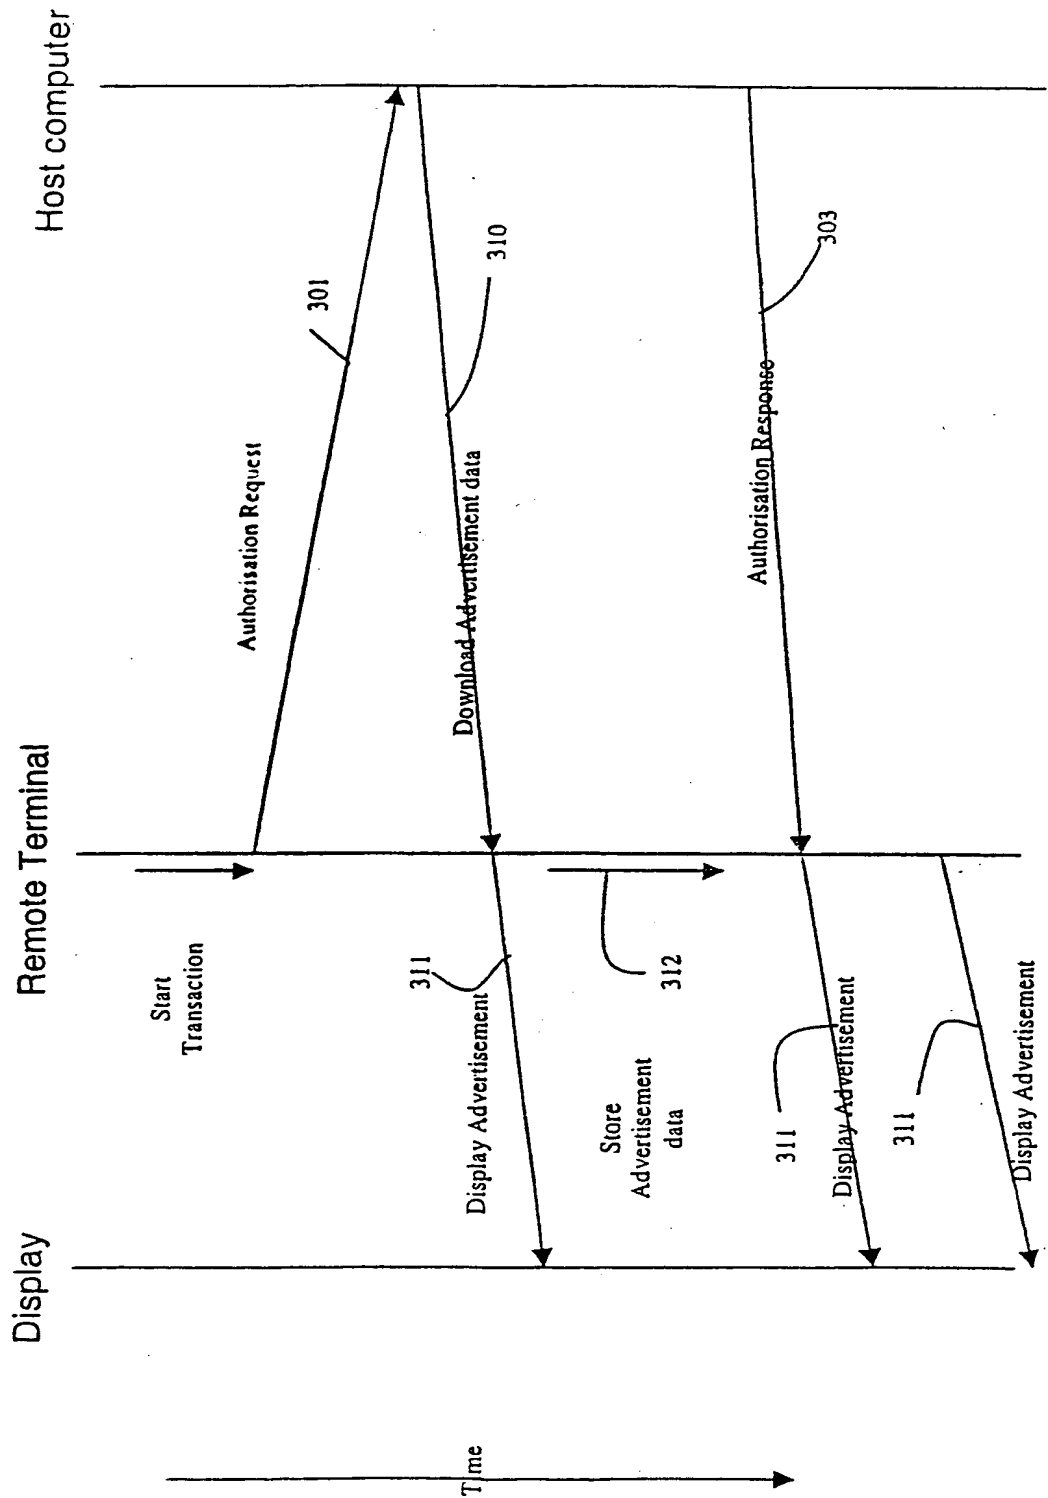 Display
Remote Terminal
Host computer
Time
Start
Transaction
Authorisation Request
301
Download Advertisement data
310
311
Display Advertisement
Store
Advertisement
data
312
Authorisation Response
303
311
Display Advertisement
311
Display Advertisement